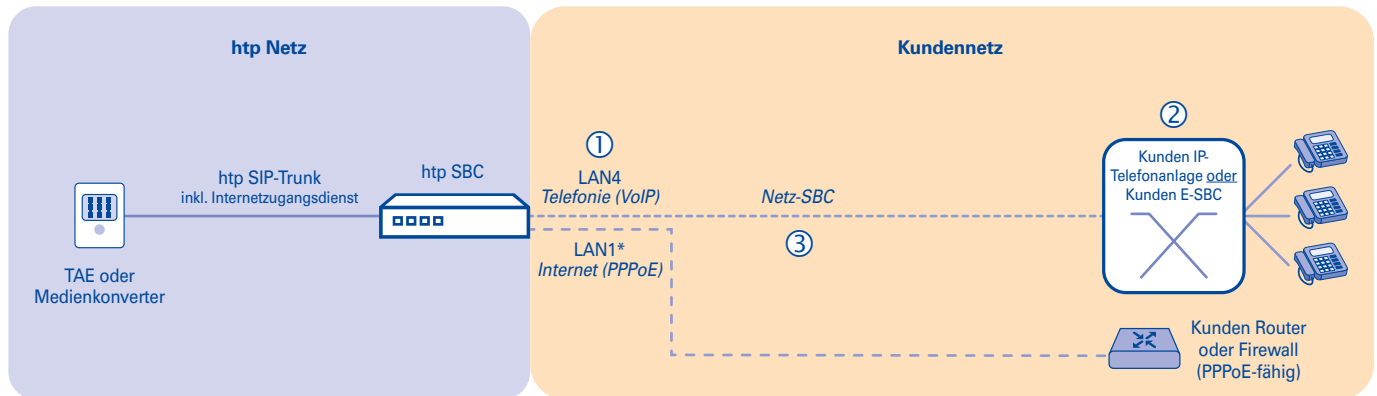 htp Netz
Kundennetz
①
②
htp SIP-Trunk
inkl. Internetzugangsdienst
htp SBC
LAN4
Telefonie (VoIP)
Netz-SBC
③
Kunden IP-
Telefonanlage oder
Kunden E-SBC
LAN1*
Internet (PPPoE)
TAE oder
Medienkonverter
Kunden Router
oder Firewall
(PPPoE-fähig)